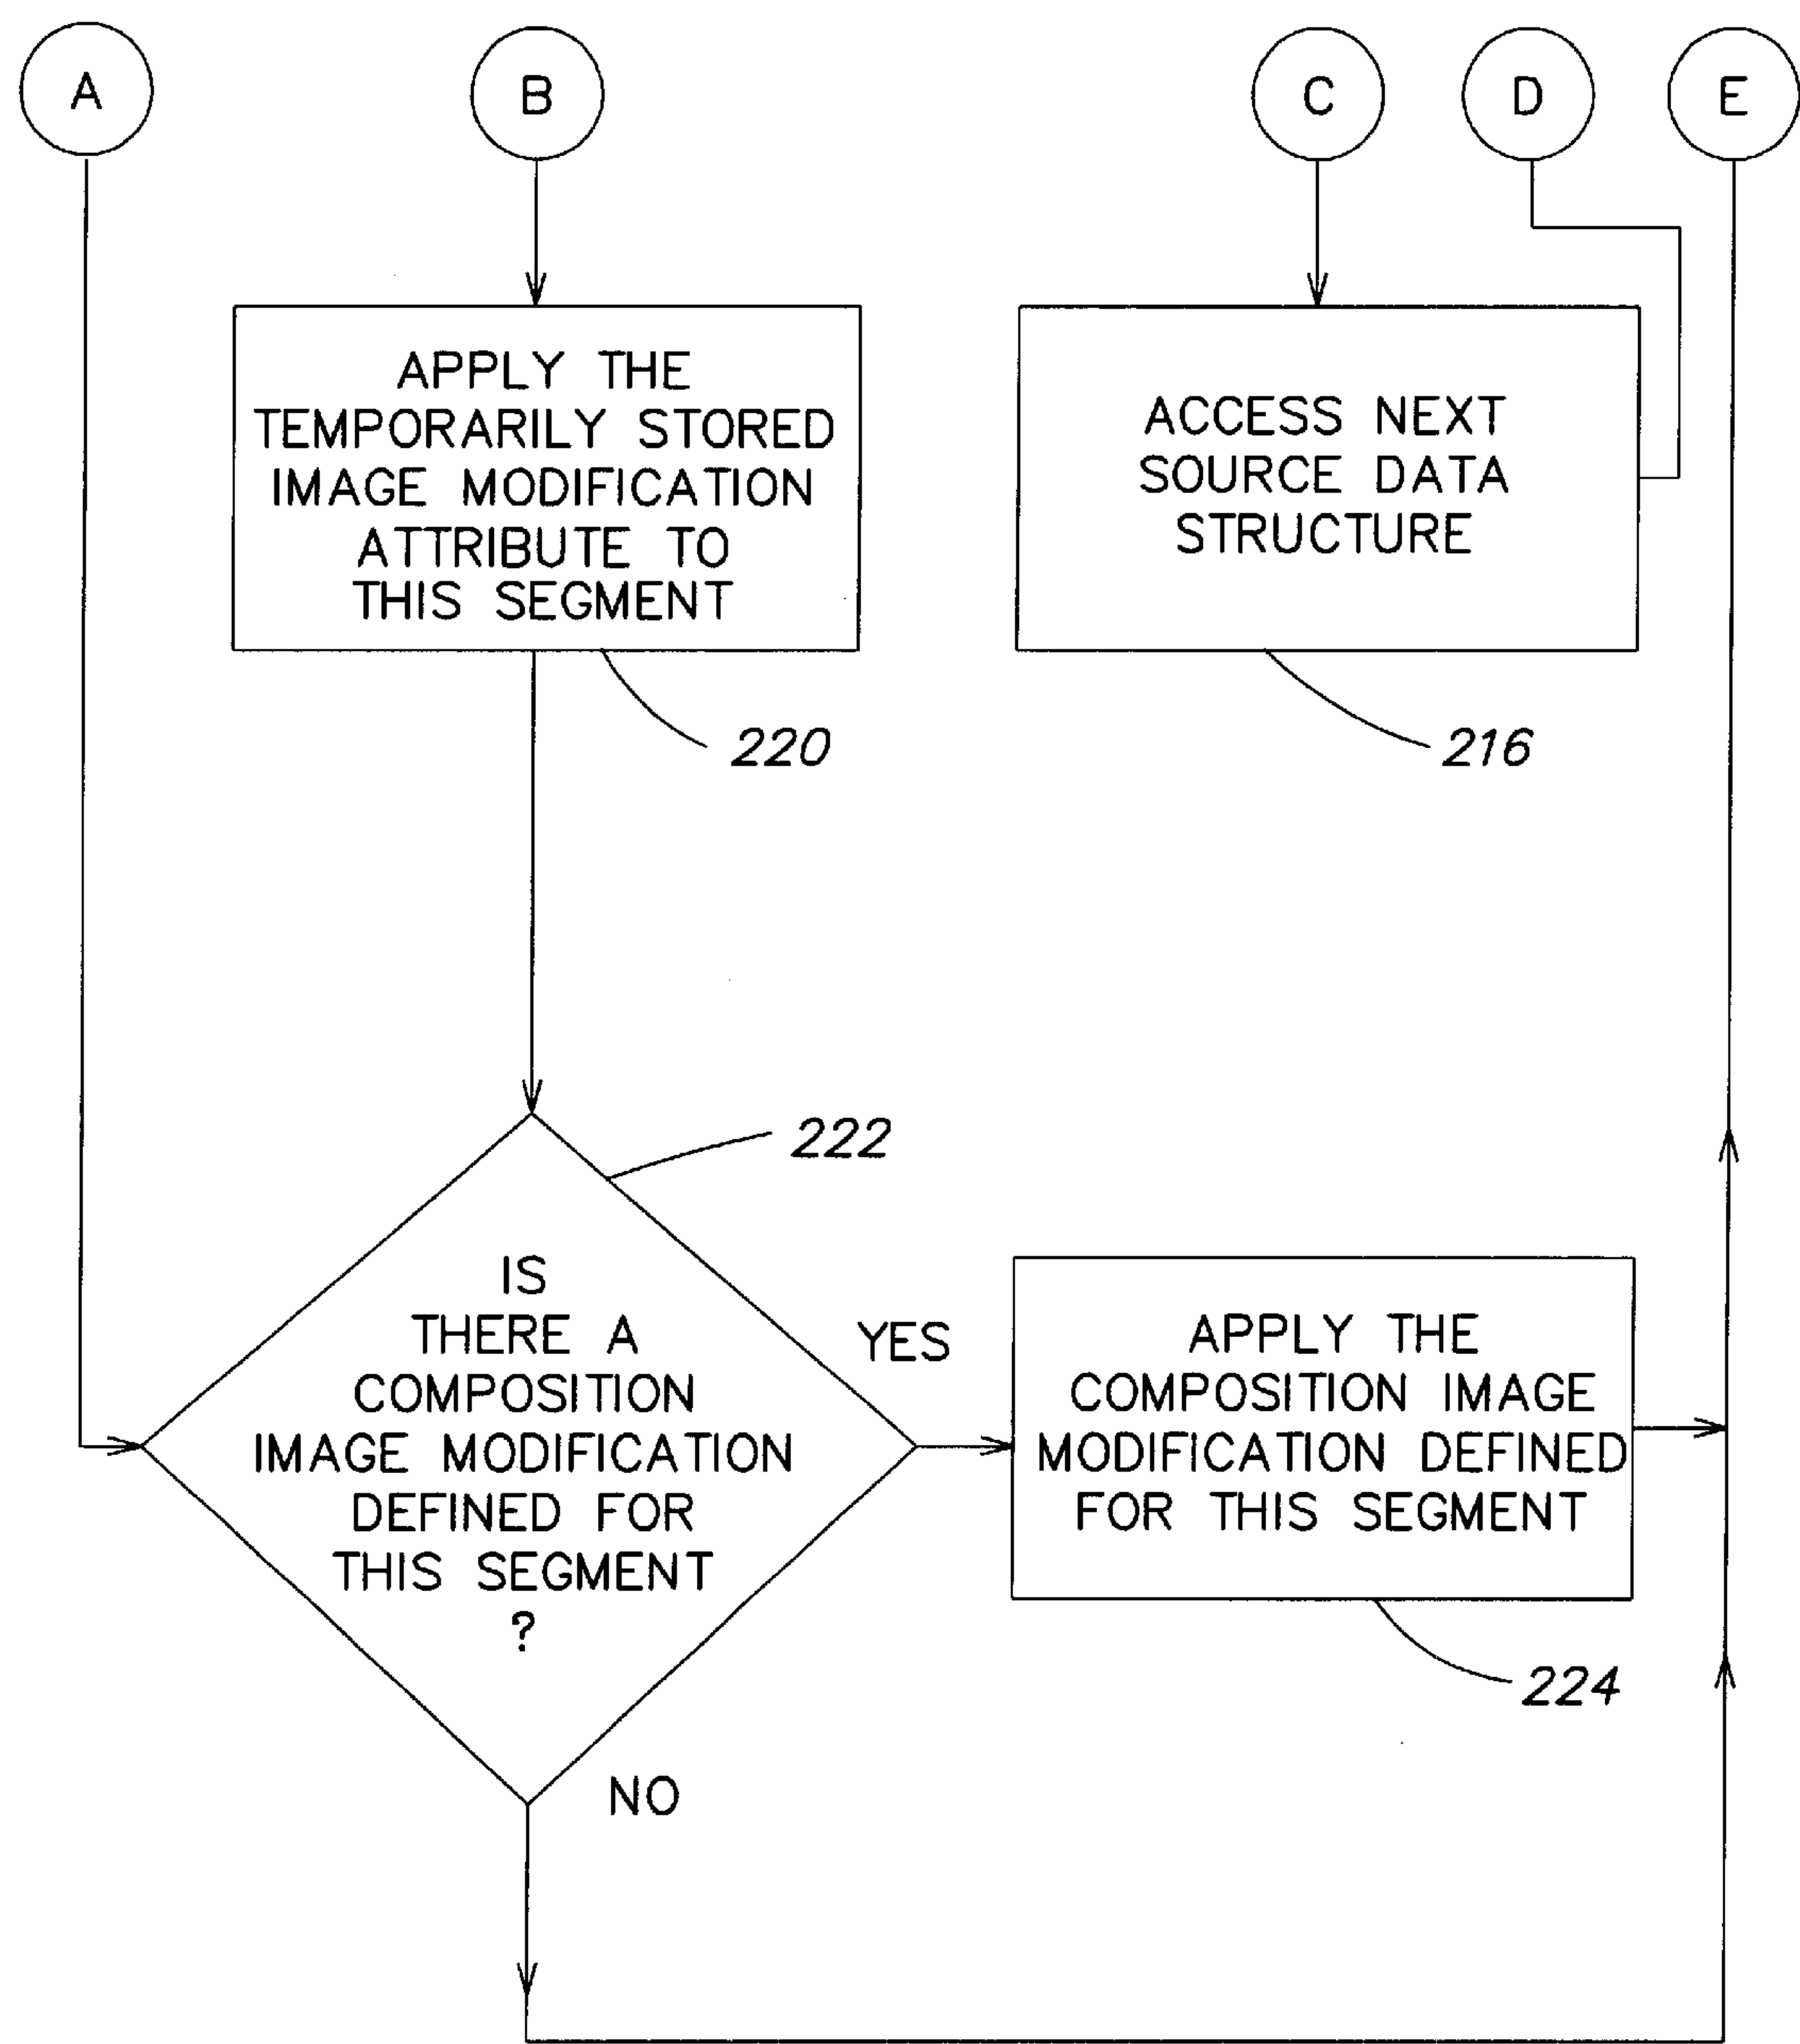 A
B
C
D
E
APPLY THE
TEMPORARILY STORED
IMAGE MODIFICATION
ATTRIBUTE TO
THIS SEGMENT
220
ACCESS NEXT
SOURCE DATA
STRUCTURE
216
222
IS
THERE A
COMPOSITION
IMAGE MODIFICATION
DEFINED FOR
THIS SEGMENT
?
YES
NO
APPLY THE
COMPOSITION IMAGE
MODIFICATION DEFINED
FOR THIS SEGMENT
224